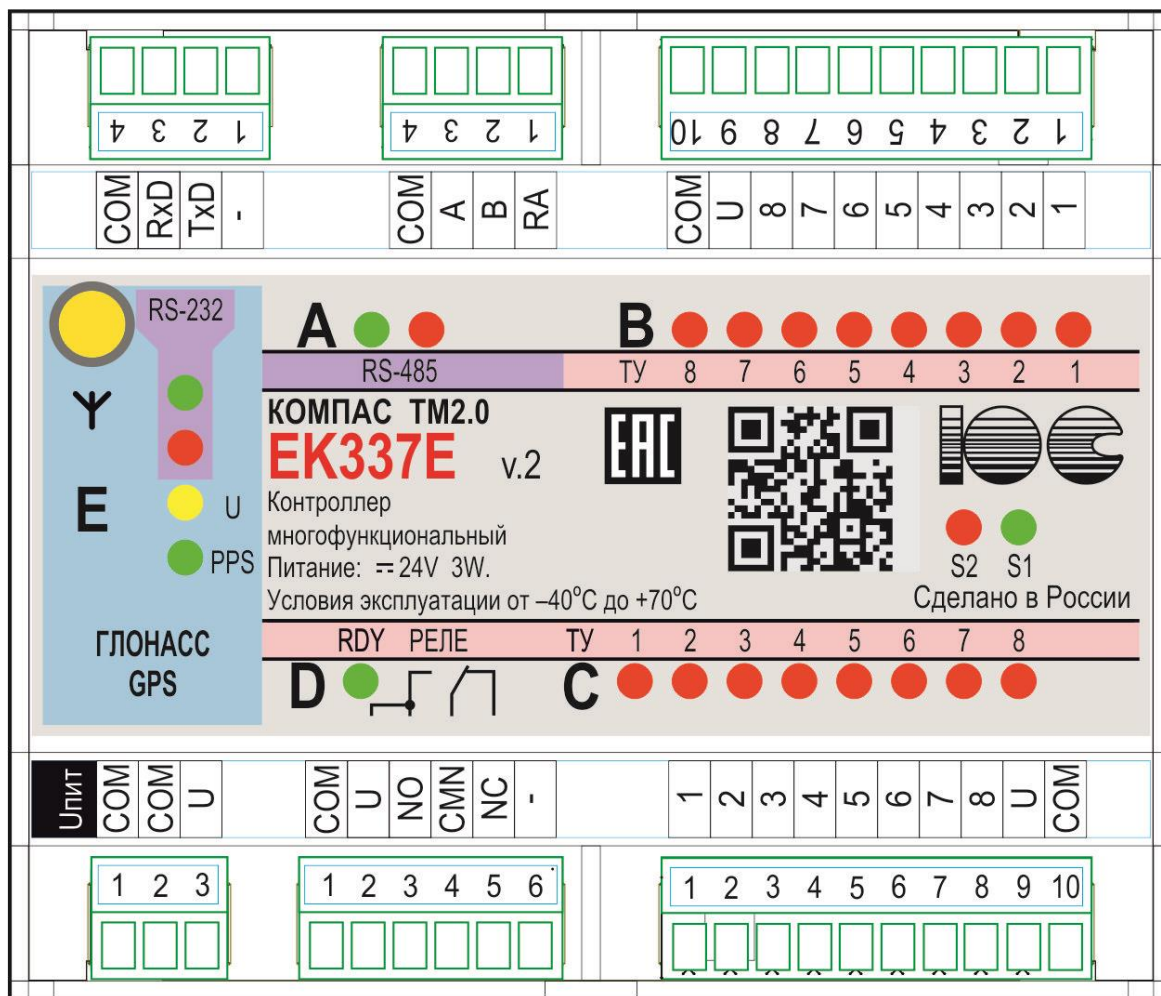 4 3 2 1
4 3 2 1
10 9 8 7 6 5 4 3 2 1
COM RxD TxD -
COM A B RA
COM U 8 7 6 5 4 3 2 1
RS-232
A
B
RS-485
ТУ 8 7 6 5 4 3 2 1
КОМПАС ТМ2.0
EK337E v.2
Контроллер
многофункциональный
Питание: 24V 3W.
Условия эксплуатации от –40°C до +70°C
EAC
S2 S1
Сделано в России
E
U
PPS
ГЛОНАСС
GPS
RDY РЕЛЕ
ТУ 1 2 3 4 5 6 7 8
D
C
Uпит COM COM U
COM U NO CMN NC -
1 2 3 4 5 6 7 8 U COM
1 2 3
1 2 3 4 5 6
1 2 3 4 5 6 7 8 9 10